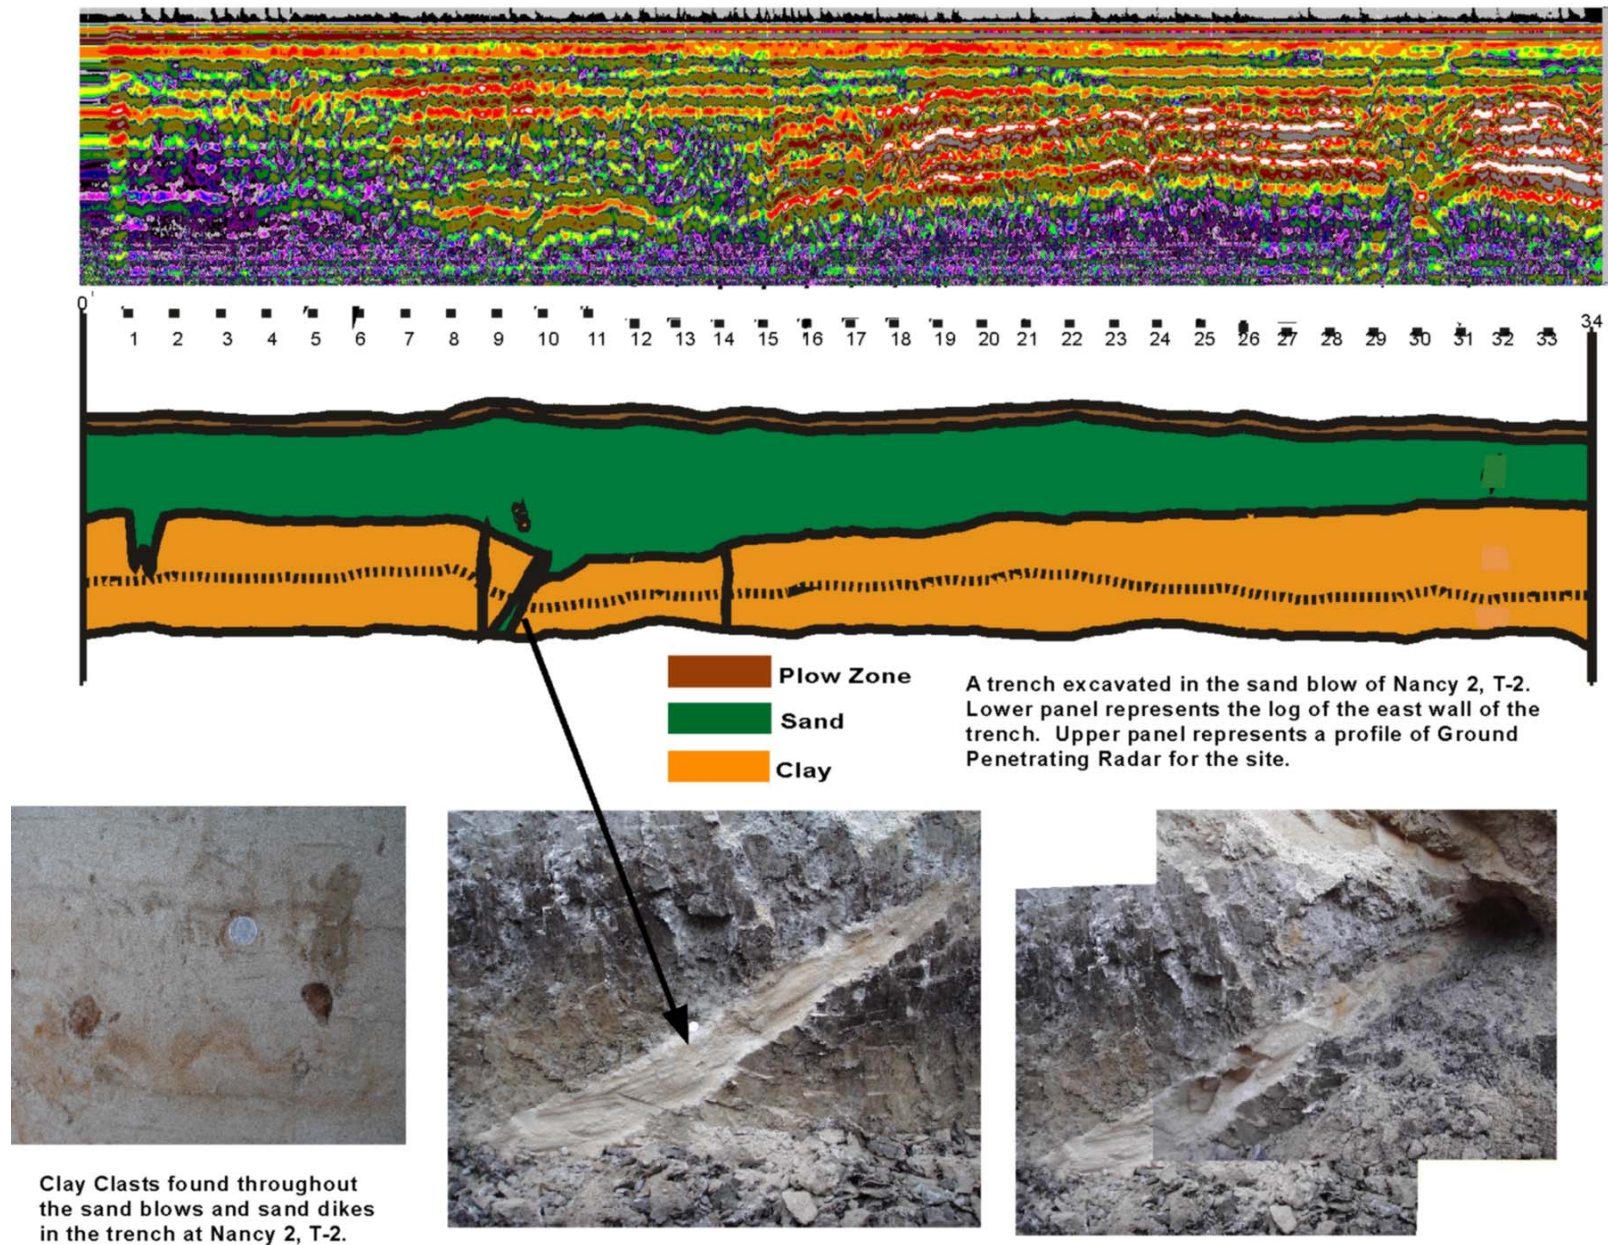 0
34
1 2 3 4 5 6 7 8 9 10 11 12 13 14 15 16 17 18 19 20 21 22 23 24 25 26 27 28 29 30 31 32 33
Plow Zone
Sand
Clay
A trench excavated in the sand blow of Nancy 2, T-2.
Lower panel represents the log of the east wall of the
trench. Upper panel represents a profile of Ground
Penetrating Radar for the site.
Clay Clasts found throughout
the sand blows and sand dikes
in the trench at Nancy 2, T-2.